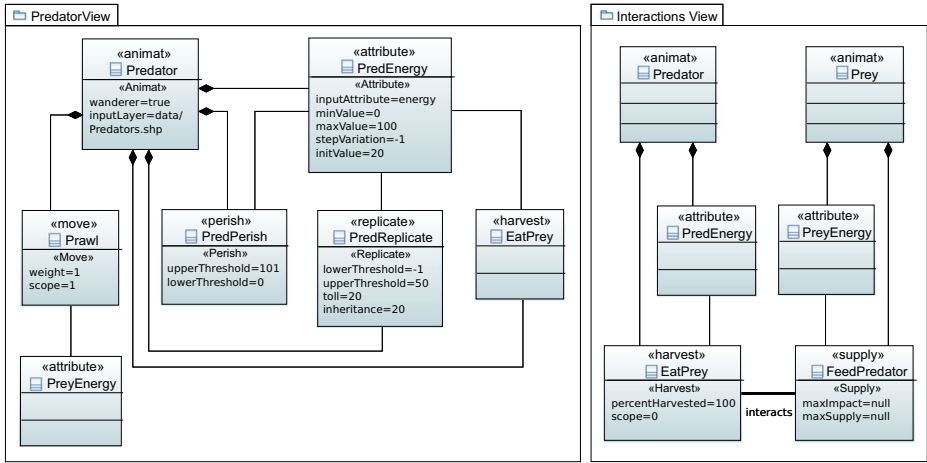 PredatorView
«animat»
Predator
«Animat»
wanderer=true
inputLayer=data/
Predators.shp
«attribute»
PredEnergy
«Attribute»
inputAttribute=energy
minValue=0
maxValue=100
stepVariation=-1
initValue=20
«move»
Prawl
«Move»
weight=1
scope=1
«perish»
PredPerish
«Perish»
upperThreshold=101
lowerThreshold=0
«replicate»
PredReplicate
«Replicate»
lowerThreshold=-1
upperThreshold=50
toll=20
inheritance=20
«harvest»
EatPrey
«attribute»
PreyEnergy
Interactions View
«animat»
Predator
«animat»
Prey
«attribute»
PredEnergy
«attribute»
PreyEnergy
«harvest»
EatPrey
«Harvest»
percentHarvested=100
scope=0
interacts
«supply»
FeedPredator
«Supply»
maxImpact=null
maxSupply=null